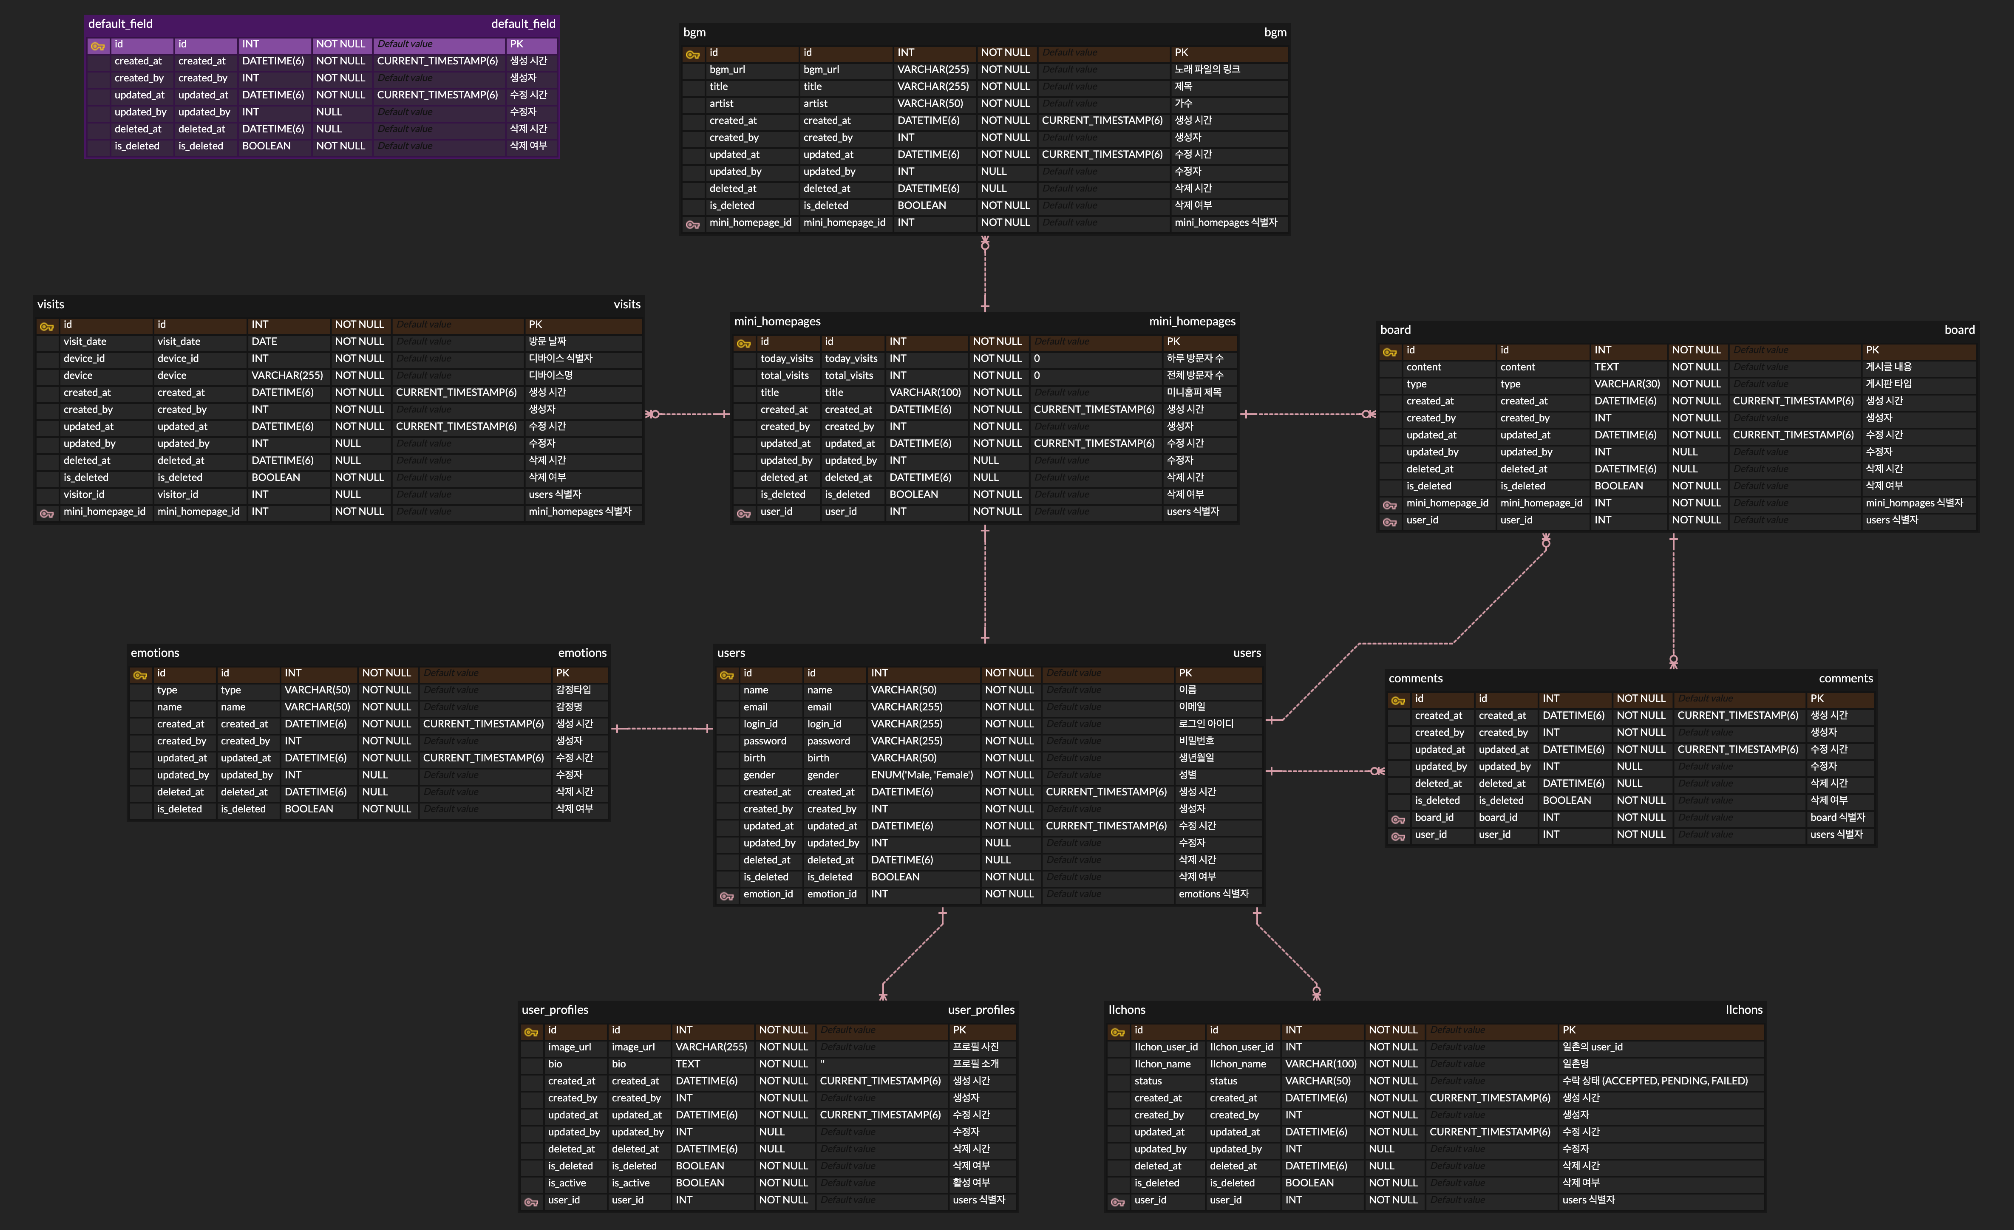 default_field default_field
id id INT NOT NULL Default value PK
created_at created_at DATETIME(6) NOT NULL CURRENT_TIMESTAMP(6) 생성 시간
created_by created_by INT NOT NULL Default value 생성자
updated_at updated_at DATETIME(6) NOT NULL CURRENT_TIMESTAMP(6) 수정 시간
updated_by updated_by INT NULL Default value 수정자
deleted_at deleted_at DATETIME(6) NULL Default value 삭제 시간
is_deleted is_deleted BOOLEAN NOT NULL Default value 삭제 여부
bgm bgm
id id INT NOT NULL Default value PK
bgm_url bgm_url VARCHAR(255) NOT NULL Default value 노래 파일의 링크
title title VARCHAR(255) NOT NULL Default value 제목
artist artist VARCHAR(50) NOT NULL Default value 가수
created_at created_at DATETIME(6) NOT NULL CURRENT_TIMESTAMP(6) 생성 시간
created_by created_by INT NOT NULL Default value 생성자
updated_at updated_at DATETIME(6) NOT NULL CURRENT_TIMESTAMP(6) 수정 시간
updated_by updated_by INT NULL Default value 수정자
deleted_at deleted_at DATETIME(6) NULL Default value 삭제 시간
is_deleted is_deleted BOOLEAN NOT NULL Default value 삭제 여부
mini_homepage_id mini_homepage_id INT NOT NULL Default value mini_homepages 식별자
visits visits
id id INT NOT NULL Default value PK
visit_date visit_date DATE NOT NULL Default value 방문 날짜
device_id device_id INT NOT NULL Default value 디바이스 식별자
device device VARCHAR(255) NOT NULL Default value 디바이스명
created_at created_at DATETIME(6) NOT NULL CURRENT_TIMESTAMP(6) 생성 시간
created_by created_by INT NOT NULL Default value 생성자
updated_at updated_at DATETIME(6) NOT NULL CURRENT_TIMESTAMP(6) 수정 시간
updated_by updated_by INT NULL Default value 수정자
deleted_at deleted_at DATETIME(6) NULL Default value 삭제 시간
is_deleted is_deleted BOOLEAN NOT NULL Default value 삭제 여부
visitor_id visitor_id INT NULL Default value users 식별자
mini_homepage_id mini_homepage_id INT NOT NULL Default value mini_homepages 식별자
mini_homepages mini_homepages
id id INT NOT NULL Default value PK
today_visits today_visits INT NOT NULL 0 하루 방문자 수
total_visits total_visits INT NOT NULL 0 전체 방문자 수
title title VARCHAR(100) NOT NULL Default value 미니홈피 제목
created_at created_at DATETIME(6) NOT NULL CURRENT_TIMESTAMP(6) 생성 시간
created_by created_by INT NOT NULL Default value 생성자
updated_at updated_at DATETIME(6) NOT NULL CURRENT_TIMESTAMP(6) 수정 시간
updated_by updated_by INT NULL Default value 수정자
deleted_at deleted_at DATETIME(6) NULL Default value 삭제 시간
is_deleted is_deleted BOOLEAN NOT NULL Default value 삭제 여부
user_id user_id INT NOT NULL Default value users 식별자
board board
id id INT NOT NULL Default value PK
content content TEXT NOT NULL Default value 게시글 내용
type type VARCHAR(30) NOT NULL Default value 게시판 타입
created_at created_at DATETIME(6) NOT NULL CURRENT_TIMESTAMP(6) 생성 시간
created_by created_by INT NOT NULL Default value 생성자
updated_at updated_at DATETIME(6) NOT NULL CURRENT_TIMESTAMP(6) 수정 시간
updated_by updated_by INT NULL Default value 수정자
deleted_at deleted_at DATETIME(6) NULL Default value 삭제 시간
is_deleted is_deleted BOOLEAN NOT NULL Default value 삭제 여부
mini_homepage_id mini_homepage_id INT NOT NULL Default value mini_hompages 식별자
user_id user_id INT NOT NULL Default value users 식별자
emotions emotions
id id INT NOT NULL Default value PK
type type VARCHAR(50) NOT NULL Default value 감정타입
name name VARCHAR(50) NOT NULL Default value 감정명
created_at created_at DATETIME(6) NOT NULL CURRENT_TIMESTAMP(6) 생성 시간
created_by created_by INT NOT NULL Default value 생성자
updated_at updated_at DATETIME(6) NOT NULL CURRENT_TIMESTAMP(6) 수정 시간
updated_by updated_by INT NULL Default value 수정자
deleted_at deleted_at DATETIME(6) NULL Default value 삭제 시간
is_deleted is_deleted BOOLEAN NOT NULL Default value 삭제 여부
users users
id id INT NOT NULL Default value PK
name name VARCHAR(50) NOT NULL Default value 이름
email email VARCHAR(255) NOT NULL Default value 이메일
login_id login_id VARCHAR(255) NOT NULL Default value 로그인 아이디
password password VARCHAR(255) NOT NULL Default value 비밀번호
birth birth VARCHAR(50) NOT NULL Default value 생년월일
gender gender ENUM('Male, 'Female') NOT NULL Default value 성별
created_at created_at DATETIME(6) NOT NULL CURRENT_TIMESTAMP(6) 생성 시간
created_by created_by INT NOT NULL Default value 생성자
updated_at updated_at DATETIME(6) NOT NULL CURRENT_TIMESTAMP(6) 수정 시간
updated_by updated_by INT NULL Default value 수정자
deleted_at deleted_at DATETIME(6) NULL Default value 삭제 시간
is_deleted is_deleted BOOLEAN NOT NULL Default value 삭제 여부
emotion_id emotion_id INT NOT NULL Default value emotions 식별자
comments comments
id id INT NOT NULL Default value PK
created_at created_at DATETIME(6) NOT NULL CURRENT_TIMESTAMP(6) 생성 시간
created_by created_by INT NOT NULL Default value 생성자
updated_at updated_at DATETIME(6) NOT NULL CURRENT_TIMESTAMP(6) 수정 시간
updated_by updated_by INT NULL Default value 수정자
deleted_at deleted_at DATETIME(6) NULL Default value 삭제 시간
is_deleted is_deleted BOOLEAN NOT NULL Default value 삭제 여부
board_id board_id INT NOT NULL Default value board 식별자
user_id user_id INT NOT NULL Default value users 식별자
user_profiles user_profiles
id id INT NOT NULL Default value PK
image_url image_url VARCHAR(255) NOT NULL Default value 프로필 사진
bio bio TEXT NOT NULL '' 프로필 소개
created_at created_at DATETIME(6) NOT NULL CURRENT_TIMESTAMP(6) 생성 시간
created_by created_by INT NOT NULL Default value 생성자
updated_at updated_at DATETIME(6) NOT NULL CURRENT_TIMESTAMP(6) 수정 시간
updated_by updated_by INT NULL Default value 수정자
deleted_at deleted_at DATETIME(6) NULL Default value 삭제 시간
is_deleted is_deleted BOOLEAN NOT NULL Default value 삭제 여부
is_active is_active BOOLEAN NOT NULL Default value 활성 여부
user_id user_id INT NOT NULL Default value users 식별자
Ilchons Ilchons
id id INT NOT NULL Default value PK
Ilchon_user_id Ilchon_user_id INT NOT NULL Default value 일촌의 user_id
Ilchon_name Ilchon_name VARCHAR(100) NOT NULL Default value 일촌명
status status VARCHAR(50) NOT NULL Default value 수락 상태 (ACCEPTED, PENDING, FAILED)
created_at created_at DATETIME(6) NOT NULL CURRENT_TIMESTAMP(6) 생성 시간
created_by created_by INT NOT NULL Default value 생성자
updated_at updated_at DATETIME(6) NOT NULL CURRENT_TIMESTAMP(6) 수정 시간
updated_by updated_by INT NULL Default value 수정자
deleted_at deleted_at DATETIME(6) NULL Default value 삭제 시간
is_deleted is_deleted BOOLEAN NOT NULL Default value 삭제 여부
user_id user_id INT NOT NULL Default value users 식별자